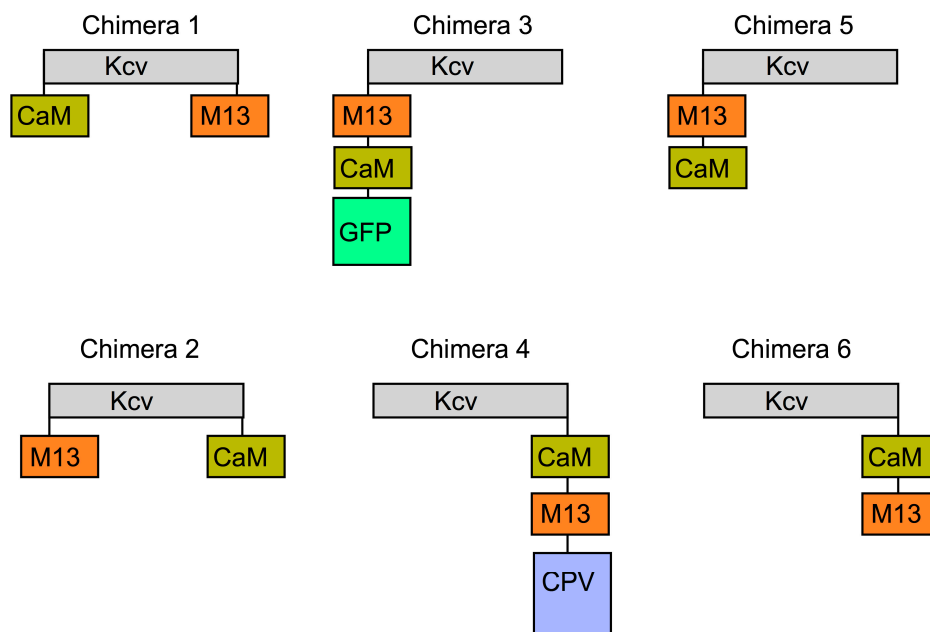 Chimera 1
Kcv
CaM
M13
Chimera 3
Kcv
M13
CaM
GFP
Chimera 5
Kcv
M13
CaM
Chimera 2
Kcv
M13
CaM
Chimera 4
Kcv
CaM
M13
CPV
Chimera 6
Kcv
CaM
M13